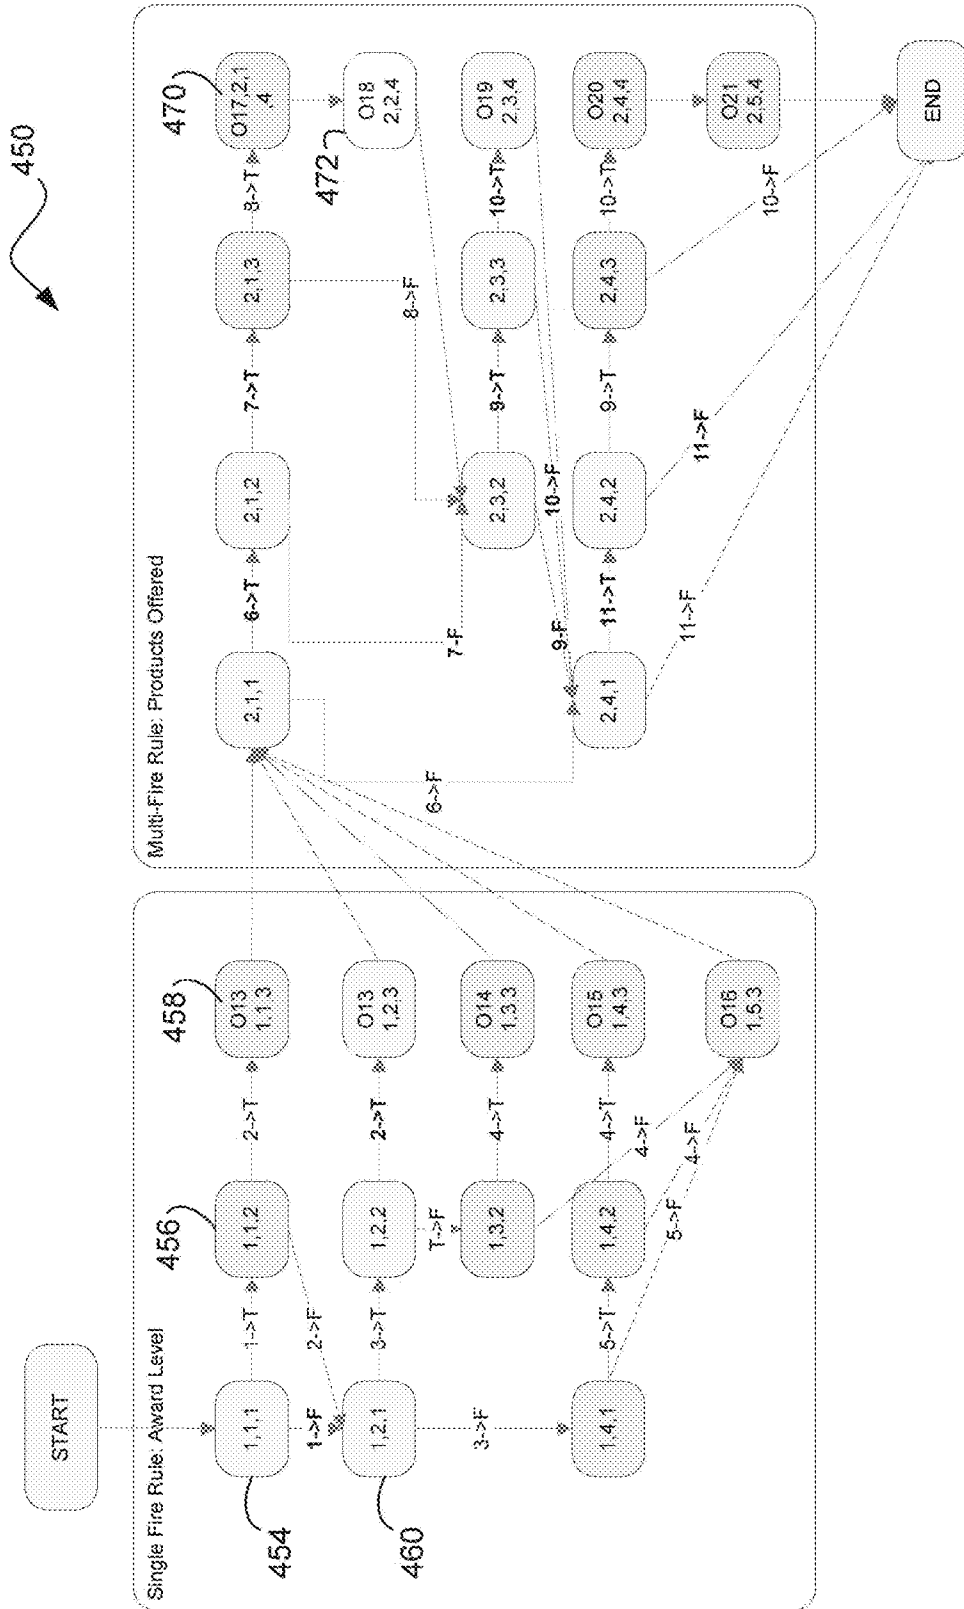 450
START
Single Fire Rule: Award Level
454
1,1,1
1->T
456
1,1,2
2->T
458
O13
1,1,3
1->F
2->F
460
1,2,1
3->T
1,2,2
2->T
O13
1,2,3
T->F
3->F
1,3,2
4->T
O14
1,3,3
4->F
1,4,1
5->T
1,4,2
4->T
O15
1,4,3
4->F
5->F
O16
1,5,3
Multi-Fire Rule: Products Offered
2,1,1
6->T
2,1,2
7->T
2,1,3
8->T
470
O17,2,1
,4
6->F
7-F
8->F
472
O18
2,2,4
2,3,2
9->T
2,3,3
10->T
O19
2,3,4
9-F
10->F
2,4,1
11->T
2,4,2
9->T
2,4,3
10->T
O20
2,4,4
O21
2,5,4
11->F
11->F
10->F
END